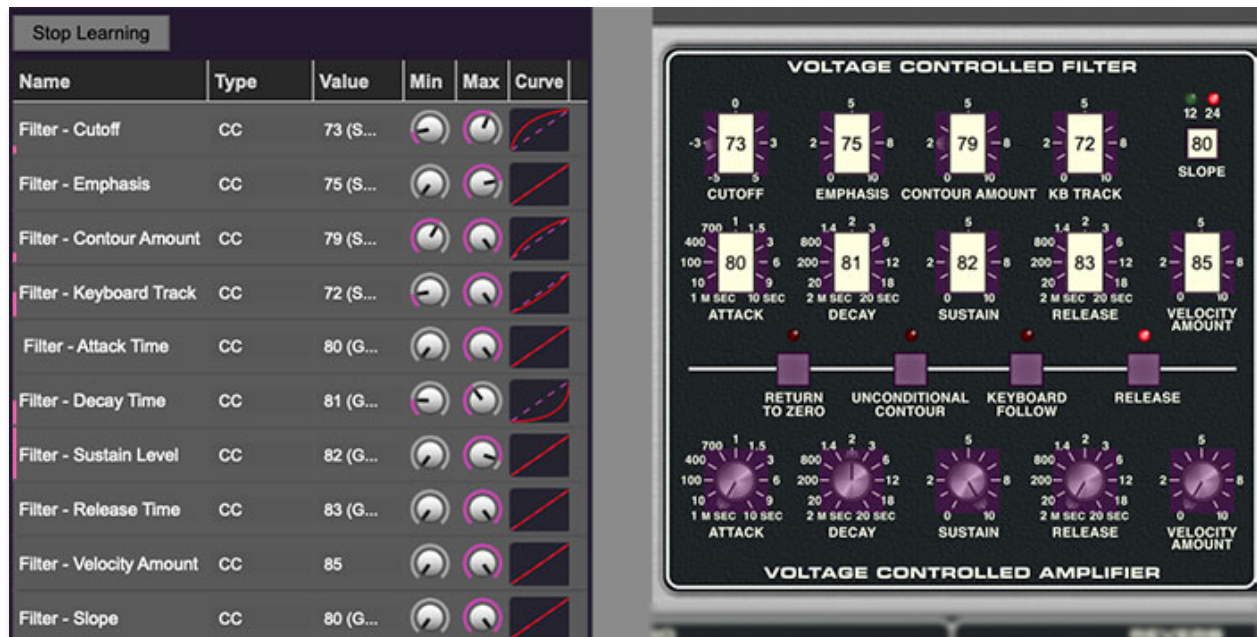 Stop Learning
Name Type Value Min Max Curve
Filter - Cutoff CC 73 (S...
Filter - Emphasis CC 75 (S...
Filter - Contour Amount CC 79 (S...
Filter - Keyboard Track CC 72 (S...
Filter - Attack Time CC 80 (G...
Filter - Decay Time CC 81 (G...
Filter - Sustain Level CC 82 (G...
Filter - Release Time CC 83 (G...
Filter - Velocity Amount CC 85
Filter - Slope CC 80 (G...
VOLTAGE CONTROLLED FILTER
0 5 5 5
12 24
-3 73 3 2 75 8 2 79 8 2 72 8 80
-5 5 0 10 0 10 0 10
CUTOFF EMPHASIS CONTOUR AMOUNT KB TRACK SLOPE
700 1 1.5 1.4 2 3 5 1.4 2 3 5
400 3 800 6 800 6
100 80 6 200 81 12 2 82 8 200 83 12 2 85 8
10 9 20 18 20 18
1 M SEC 10 SEC 2 M SEC 20 SEC 0 10 2 M SEC 20 SEC 0 10
ATTACK DECAY SUSTAIN RELEASE VELOCITY AMOUNT
RETURN TO ZERO UNCONDITIONAL CONTOUR KEYBOARD FOLLOW RELEASE
700 1 1.5 1.4 2 3 5 1.4 2 3 5
400 3 800 6 800 6
100 6 200 12 2 8 200 12 2 8
10 9 20 18 20 18
1 M SEC 10 SEC 2 M SEC 20 SEC 0 10 2 M SEC 20 SEC 0 10
ATTACK DECAY SUSTAIN RELEASE VELOCITY AMOUNT
VOLTAGE CONTROLLED AMPLIFIER